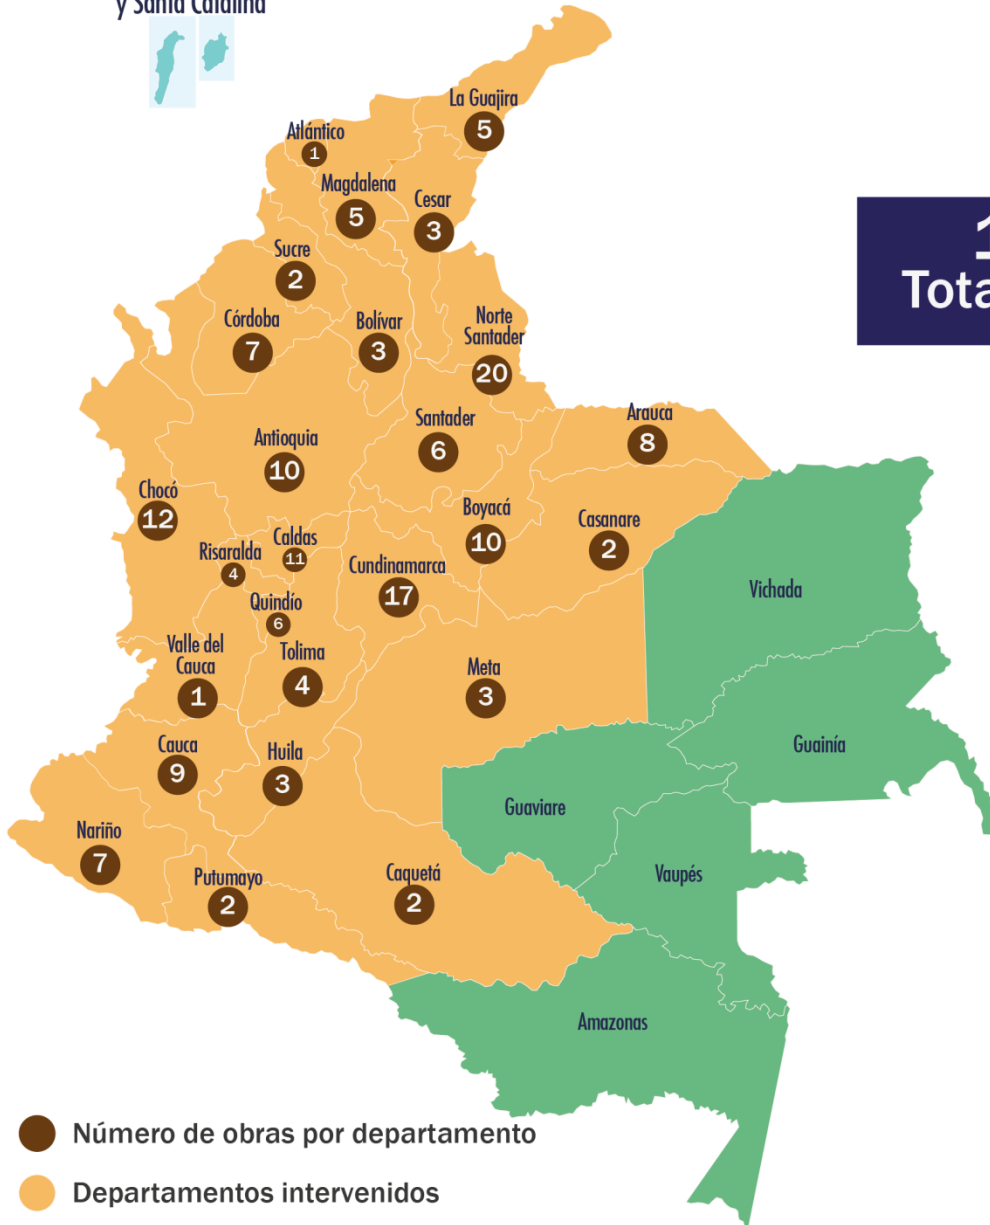 y Santa Catalina
La Guajira
5
Atlántico
1
Magdalena
5
Cesar
3
Sucre
2
Córdoba
7
Bolívar
3
Norte
Santader
20
Santader
6
Arauca
8
Antioquia
10
Chocó
12
Boyacá
10
Casanare
2
Caldas
11
Risaralda
4
Cundinamarca
17
Quindío
6
Vichada
Valle del
Cauca
1
Tolima
4
Meta
3
Cauca
9
Huila
3
Guainía
Guaviare
Nariño
7
Putumayo
2
Caquetá
2
Vaupés
Amazonas
Número de obras por departamento
Departamentos intervenidos